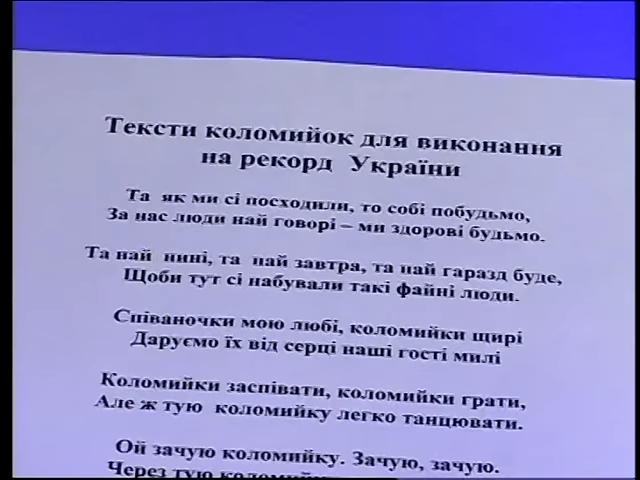 Тексти коломийок для виконання
на рекорд України
Та як ми сі посходили, то собі побудьмо,
За нас люди най говорі – ми здорові будьмо.
Та най нині, та най завтра, та най гаразд буде,
Щоби тут сі набували такі файні люди.
Співаночки мою любі, коломийки щирі
Даруємо їх від серці наші гості милі
Коломийки заспівати, коломийки грати,
Але ж тую коломийку легко танцювати.
Ой зачую коломийку. Зачую, зачую.
Через тую